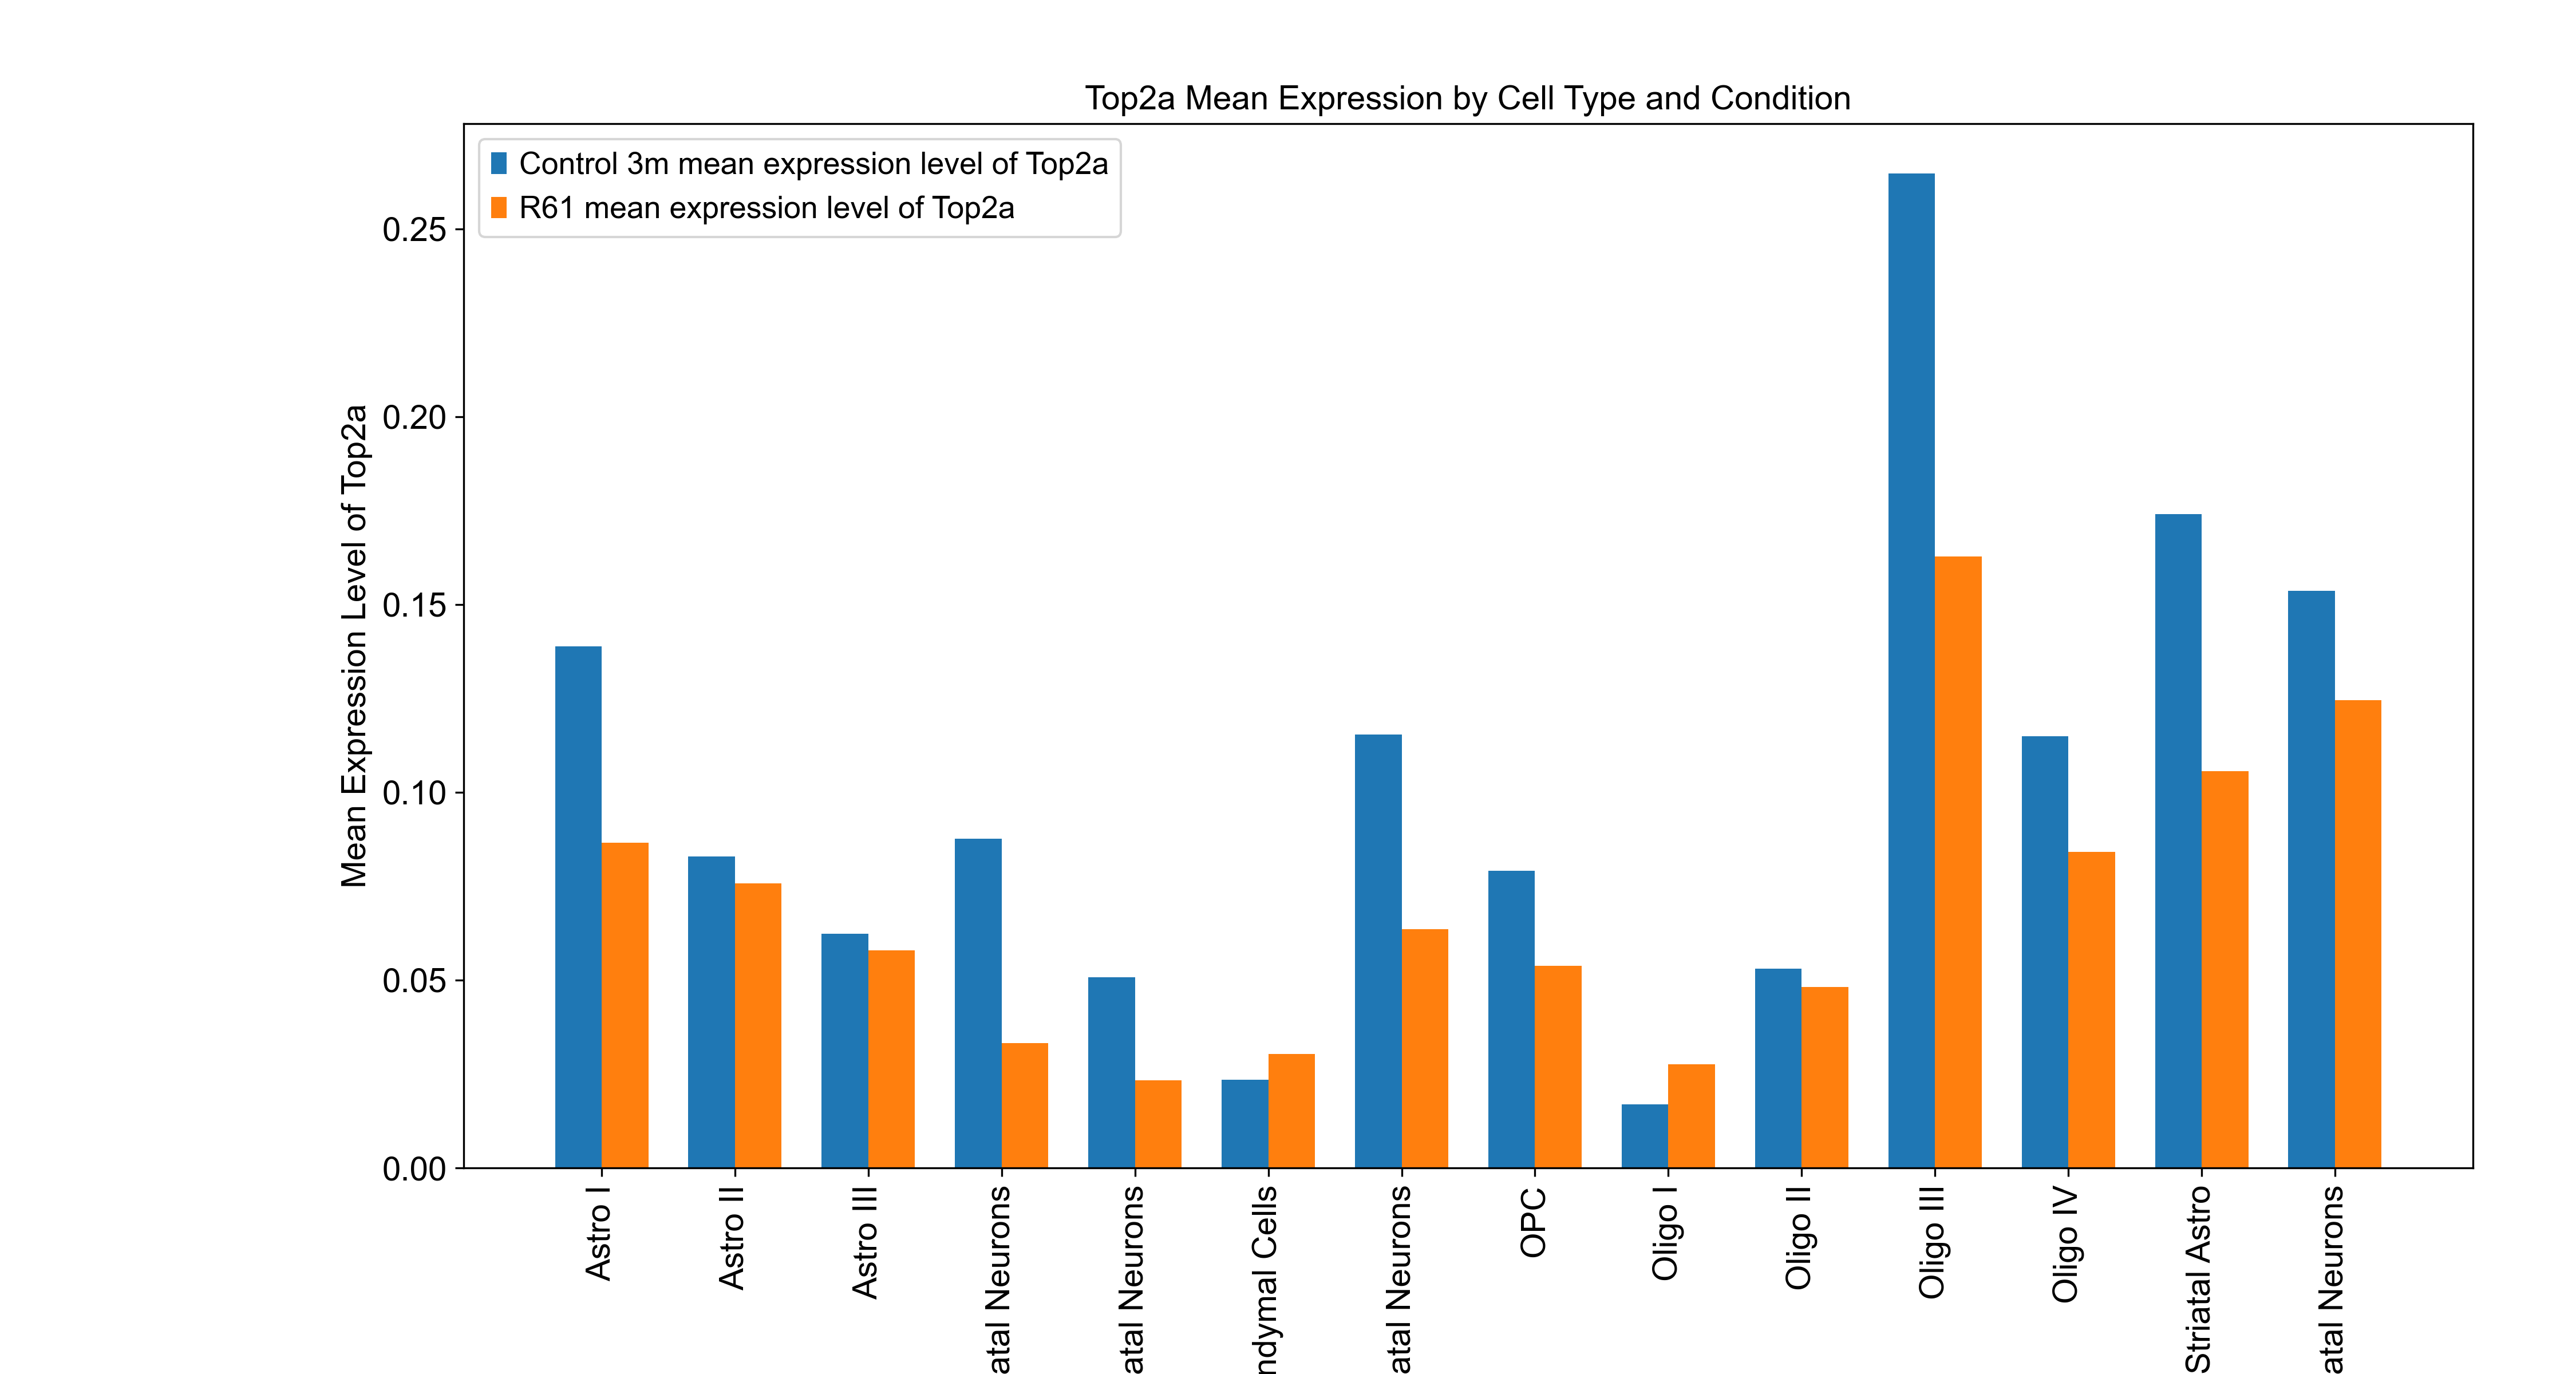 Top2a Mean Expression by Cell Type and Condition
Control 3m mean expression level of Top2a
R61 mean expression level of Top2a
Mean Expression Level of Top2a
0.25
0.20
0.15
0.10
0.05
0.00
Astro I
Astro II
Astro III
atal Neurons
atal Neurons
ndymal Cells
atal Neurons
OPC
Oligo I
Oligo II
Oligo III
Oligo IV
Striatal Astro
atal Neurons